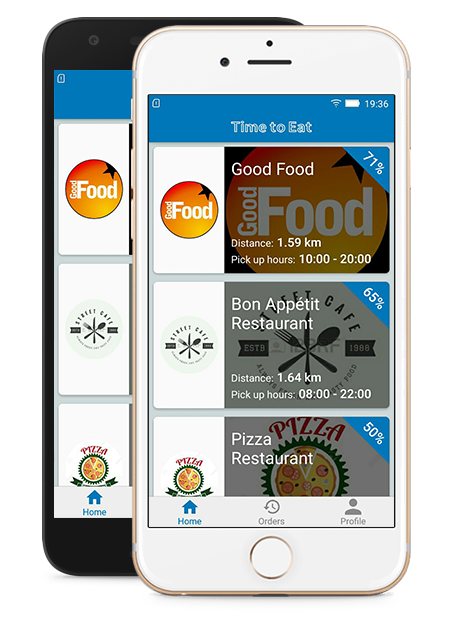 19:36
Time to Eat
71%
Good Food
Good
Food
Good
Food
Distance: 1.59 km
Pick up hours: 10:00 - 20:00
65%
Bon Appétit
Restaurant
STREET CAFE
ESTB 1988
STREET CAFE
Distance: 1.64 km
Pick up hours: 08:00 - 22:00
50%
Pizza
Restaurant
PIZZA
PIZZA
Home
Orders
Profile
Good
Food
STREET CAFE
PIZZA
Home